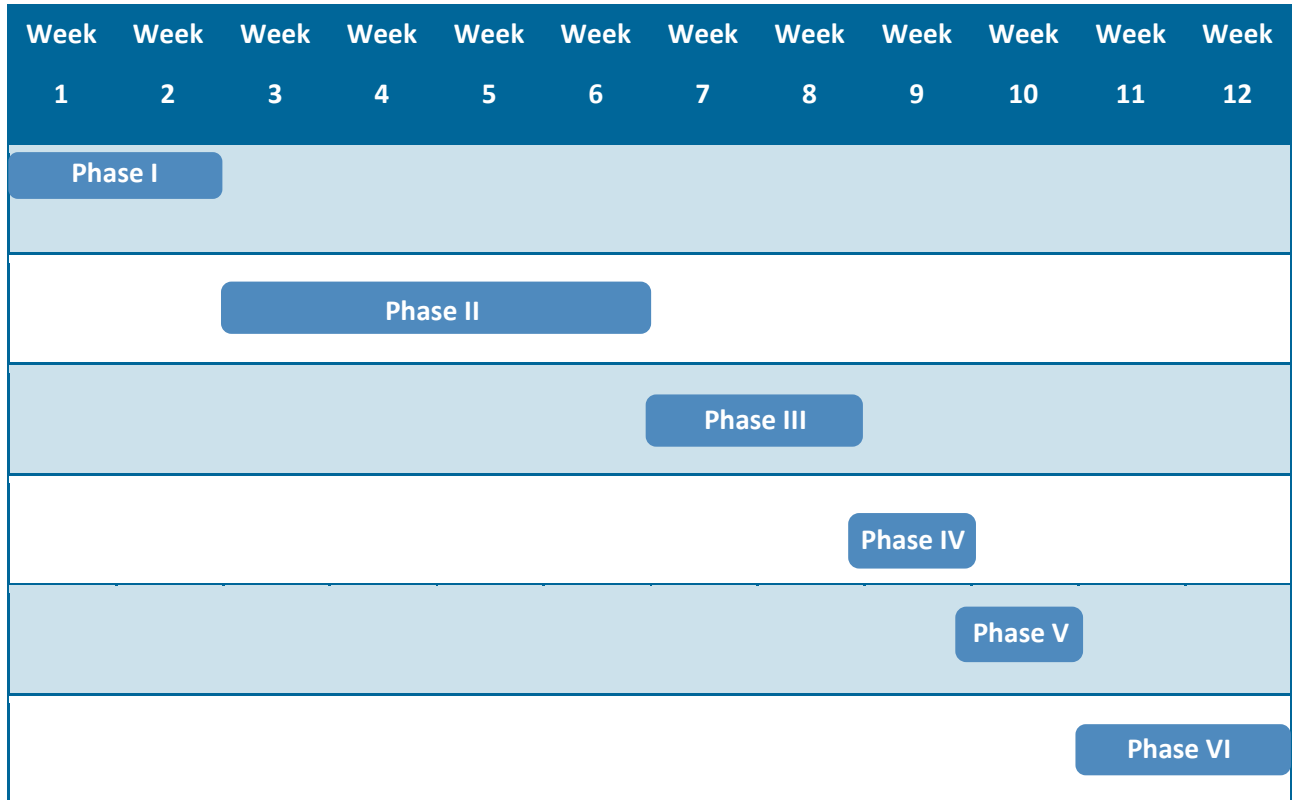 Week Week Week Week Week Week Week Week Week Week Week Week
1 2 3 4 5 6 7 8 9 10 11 12
Phase I
Phase II
Phase III
Phase IV
Phase V
Phase VI